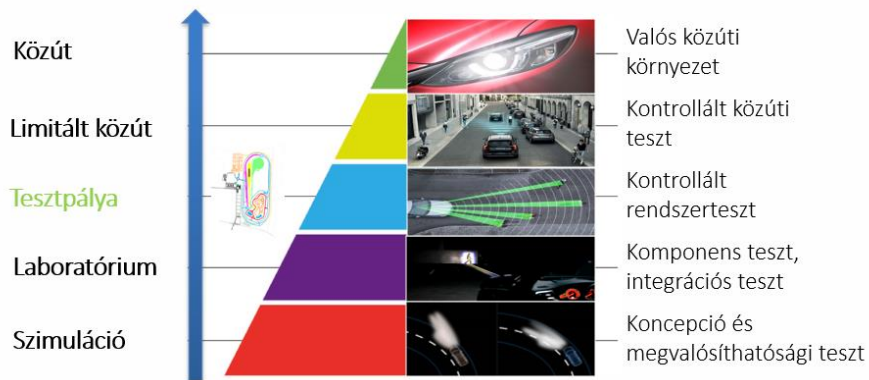 Közút
Valós közúti
környezet
Limitált közút
Kontrollált közúti
teszt
Tesztpálya
Kontrollált
rendszerteszt
Laboratórium
Komponens teszt,
integrációs teszt
Szimuláció
Koncepció és
megvalósíthatósági teszt